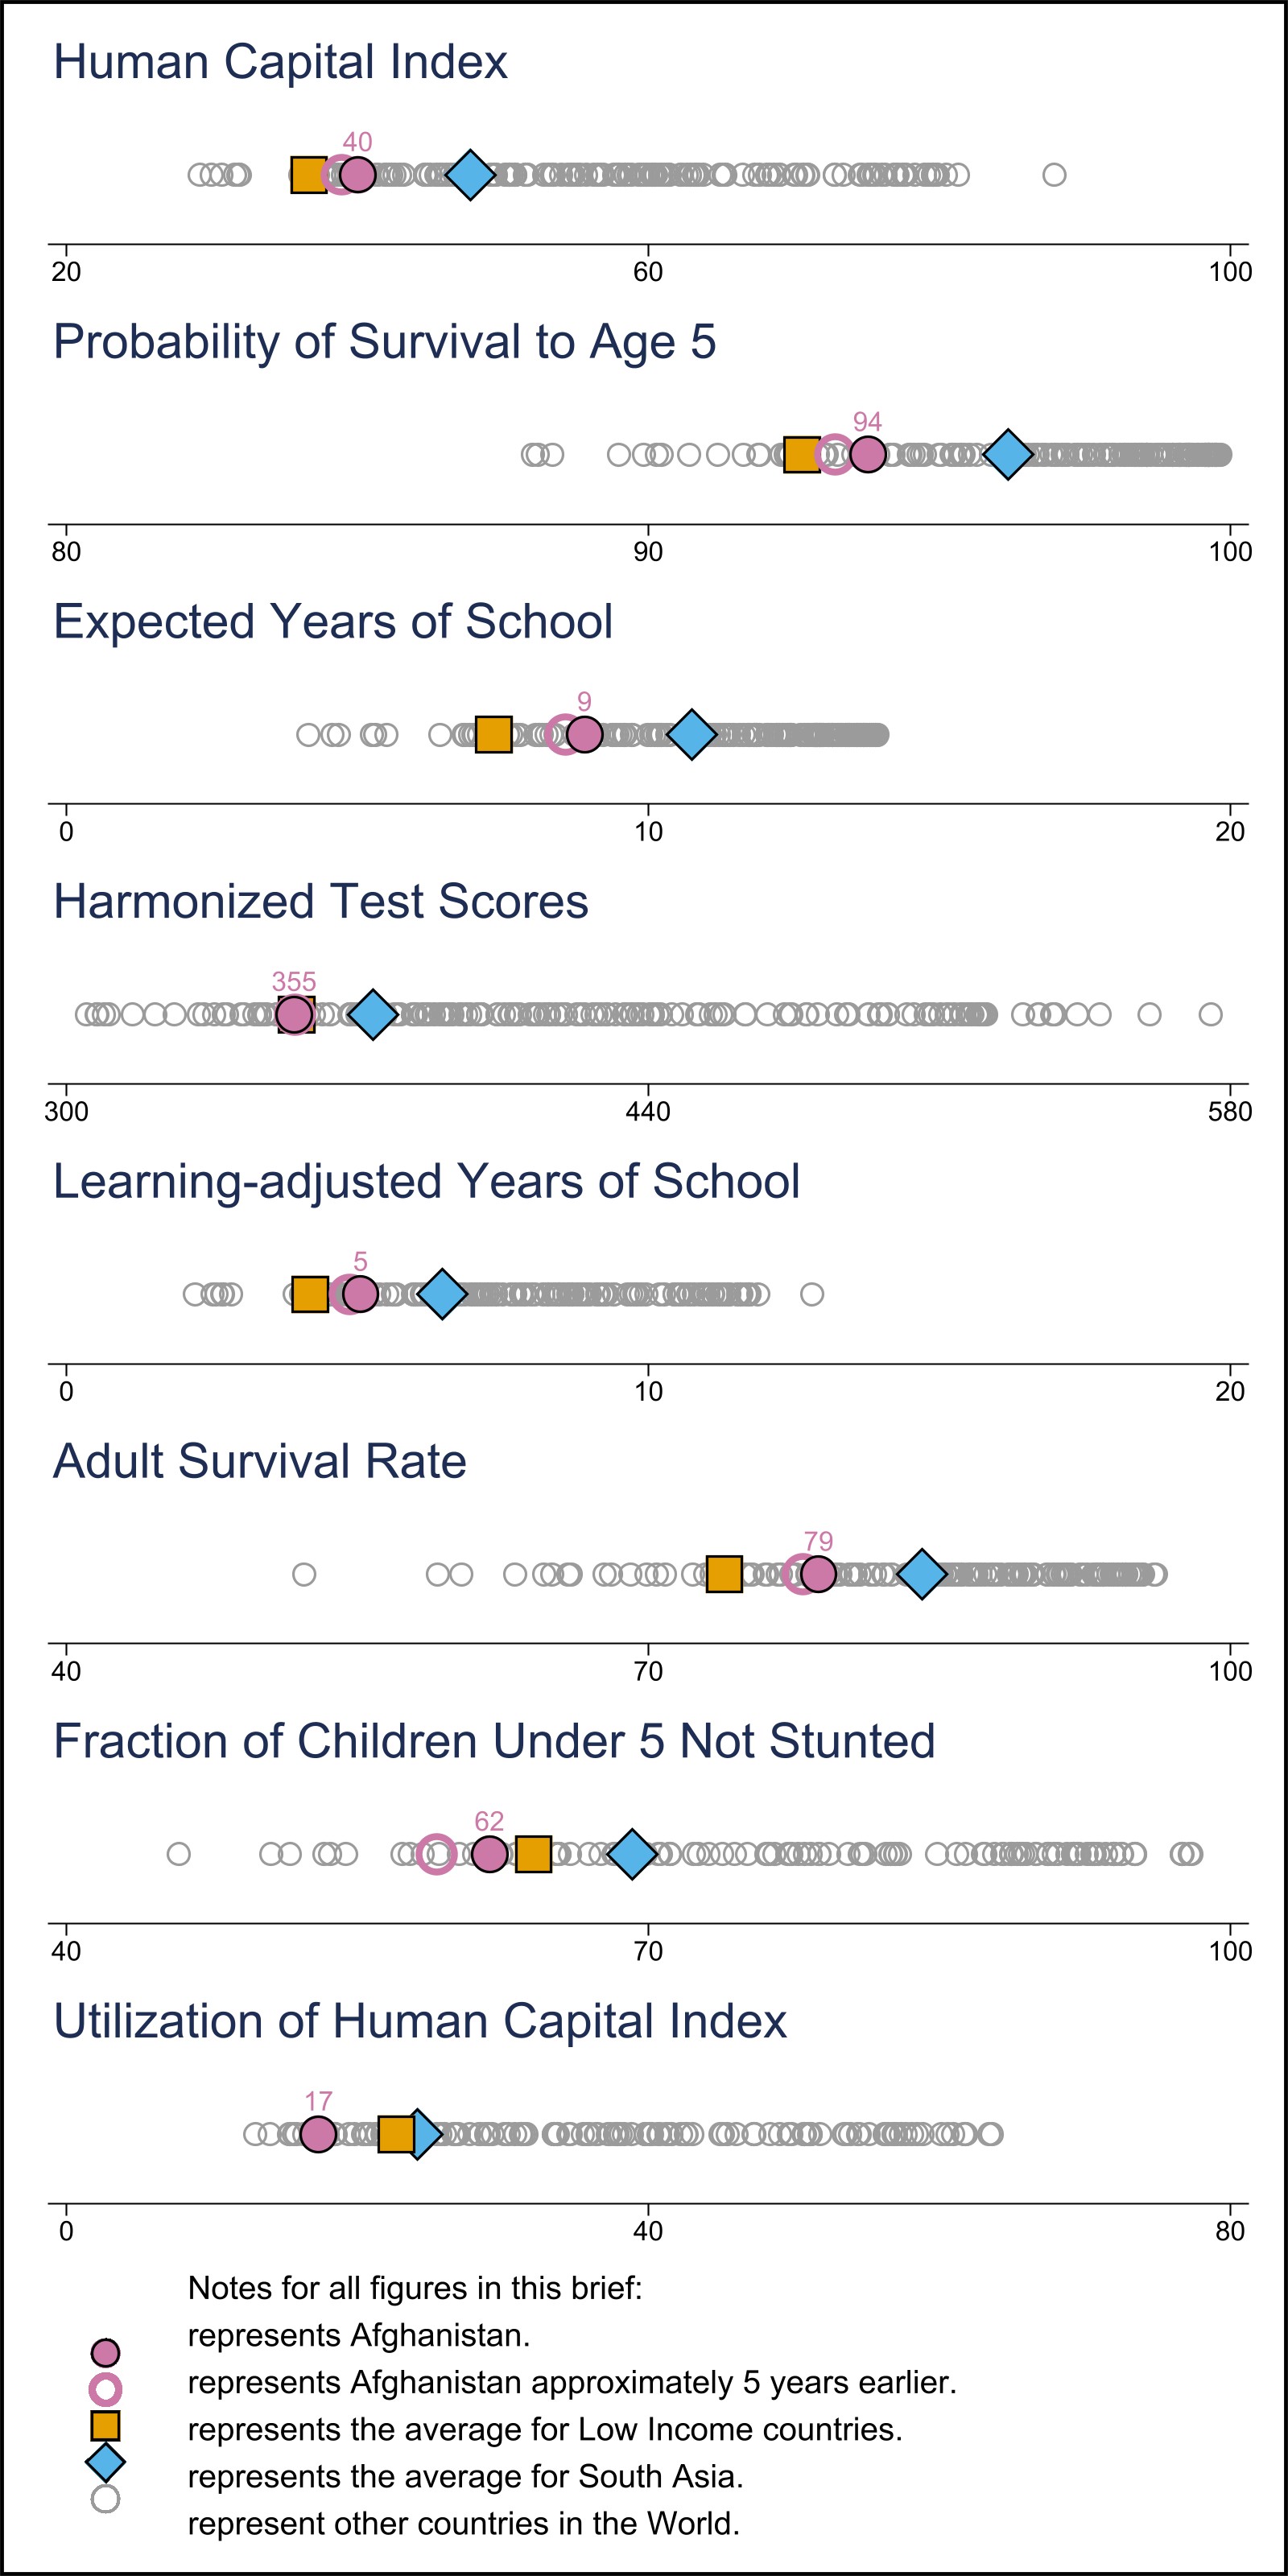 Human Capital Index
40
20 60 100
Probability of Survival to Age 5
94
80 90 100
Expected Years of School
9
0 10 20
Harmonized Test Scores
355
300 440 580
Learning-adjusted Years of School
5
0 10 20
Adult Survival Rate
79
40 70 100
Fraction of Children Under 5 Not Stunted
62
40 70 100
Utilization of Human Capital Index
17
0 40 80
Notes for all figures in this brief:
represents Afghanistan.
represents Afghanistan approximately 5 years earlier.
represents the average for Low Income countries.
represents the average for South Asia.
represent other countries in the World.